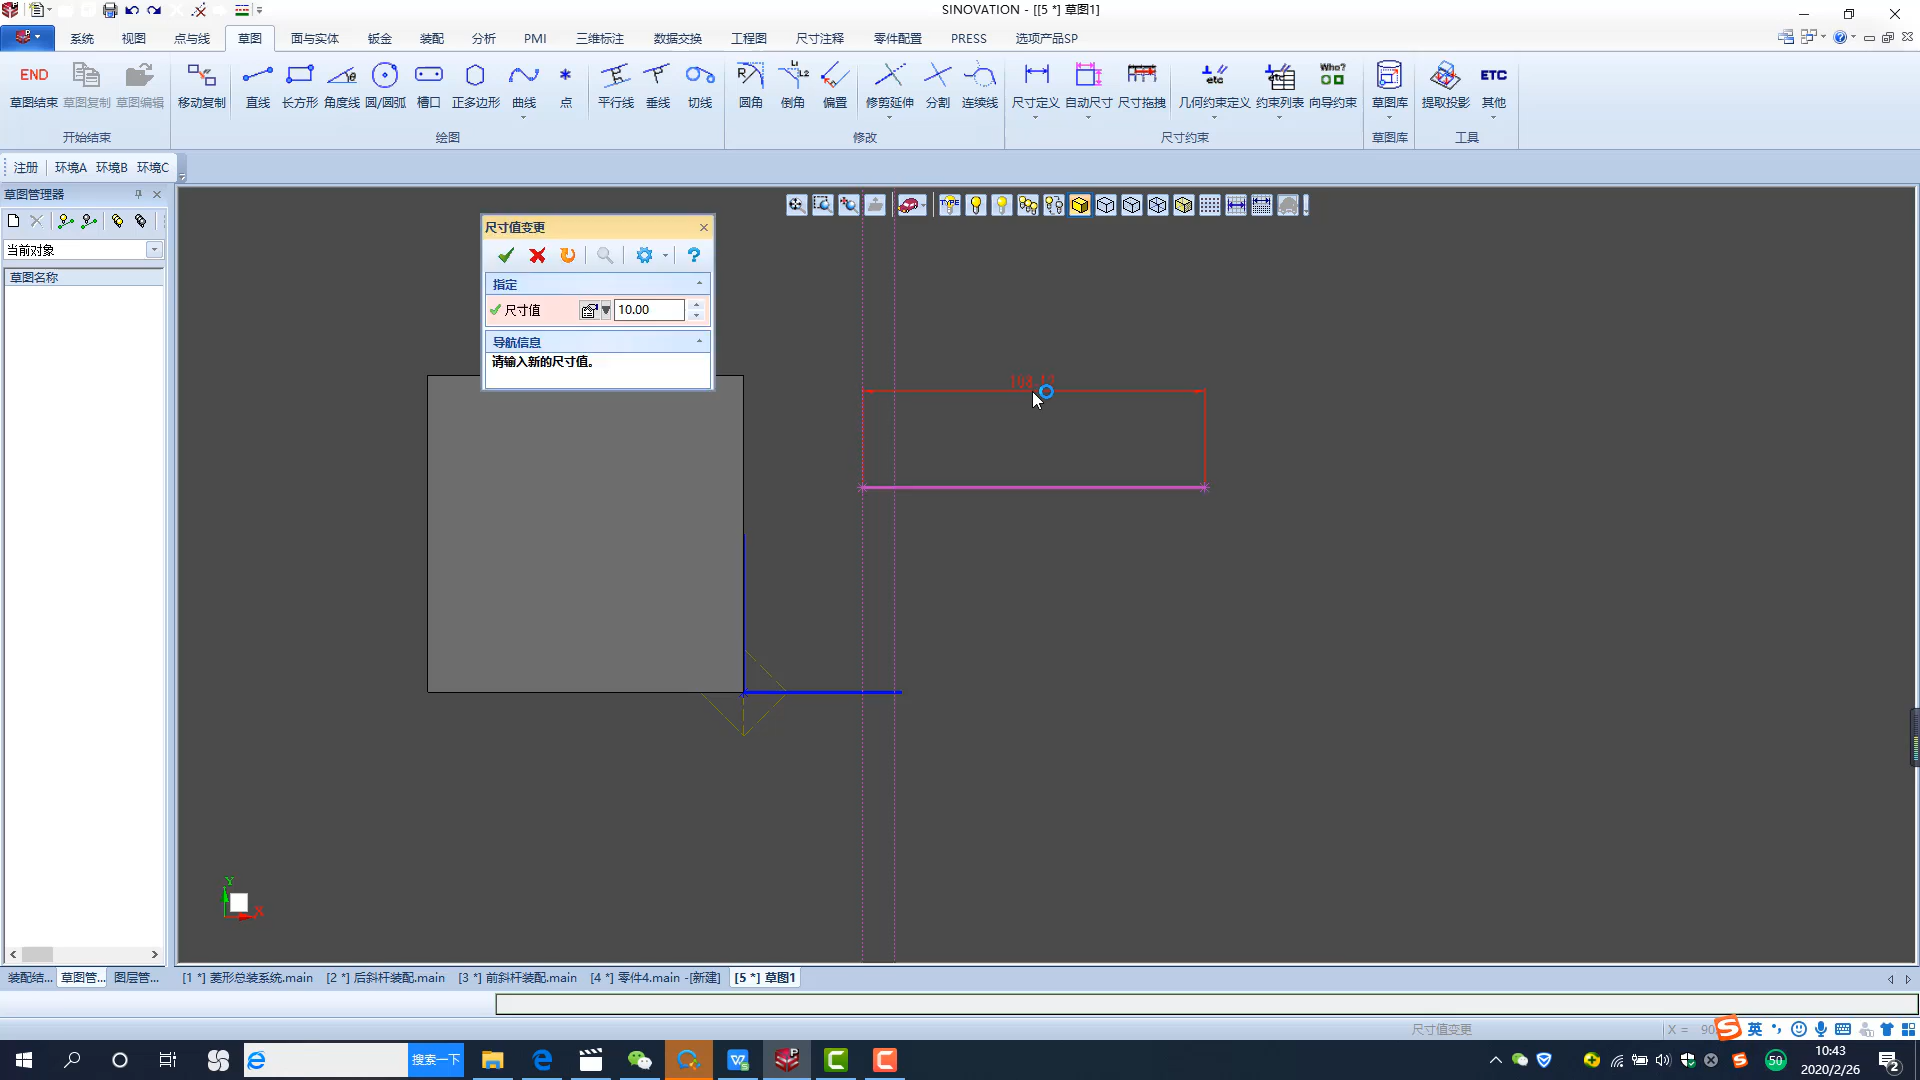 SINOVATION - [[5 *] 草图1]
系统 视图 点与线 草图 面与实体 钣金 装配 分析 PMI 三维标注 数据交换 工程图 尺寸注释 零件配置 PRESS 选项产品SP
END
Who?
ETC
草图结束 草图复制 草图编辑 移动复制 直线 长方形 角度线 圆/圆弧 槽口 正多边形 曲线 点 平行线 垂线 切线 圆角 倒角 偏置 修剪延伸 分割 连续线 尺寸定义 自动尺寸 尺寸拖拽 几何约束定义 约束列表 向导约束 草图库 提取投影 其他
开始结束 绘图 修改 尺寸约束 草图库 工具
注册 环境A 环境B 环境C
草图管理器
当前对象
草图名称
尺寸值变更
指定
尺寸值 10.00
导航信息
请输入新的尺寸值。
Y
X
装配结... 草图管... 图层管... [1 *] 菱形总装系统.main [2 *] 后斜杆装配.main [3 *] 前斜杆装配.main [4 *] 零件4.main -[新建] [5 *] 草图1
尺寸值变更 X = 90 英
搜索一下
50
10:43
2020/2/26
2